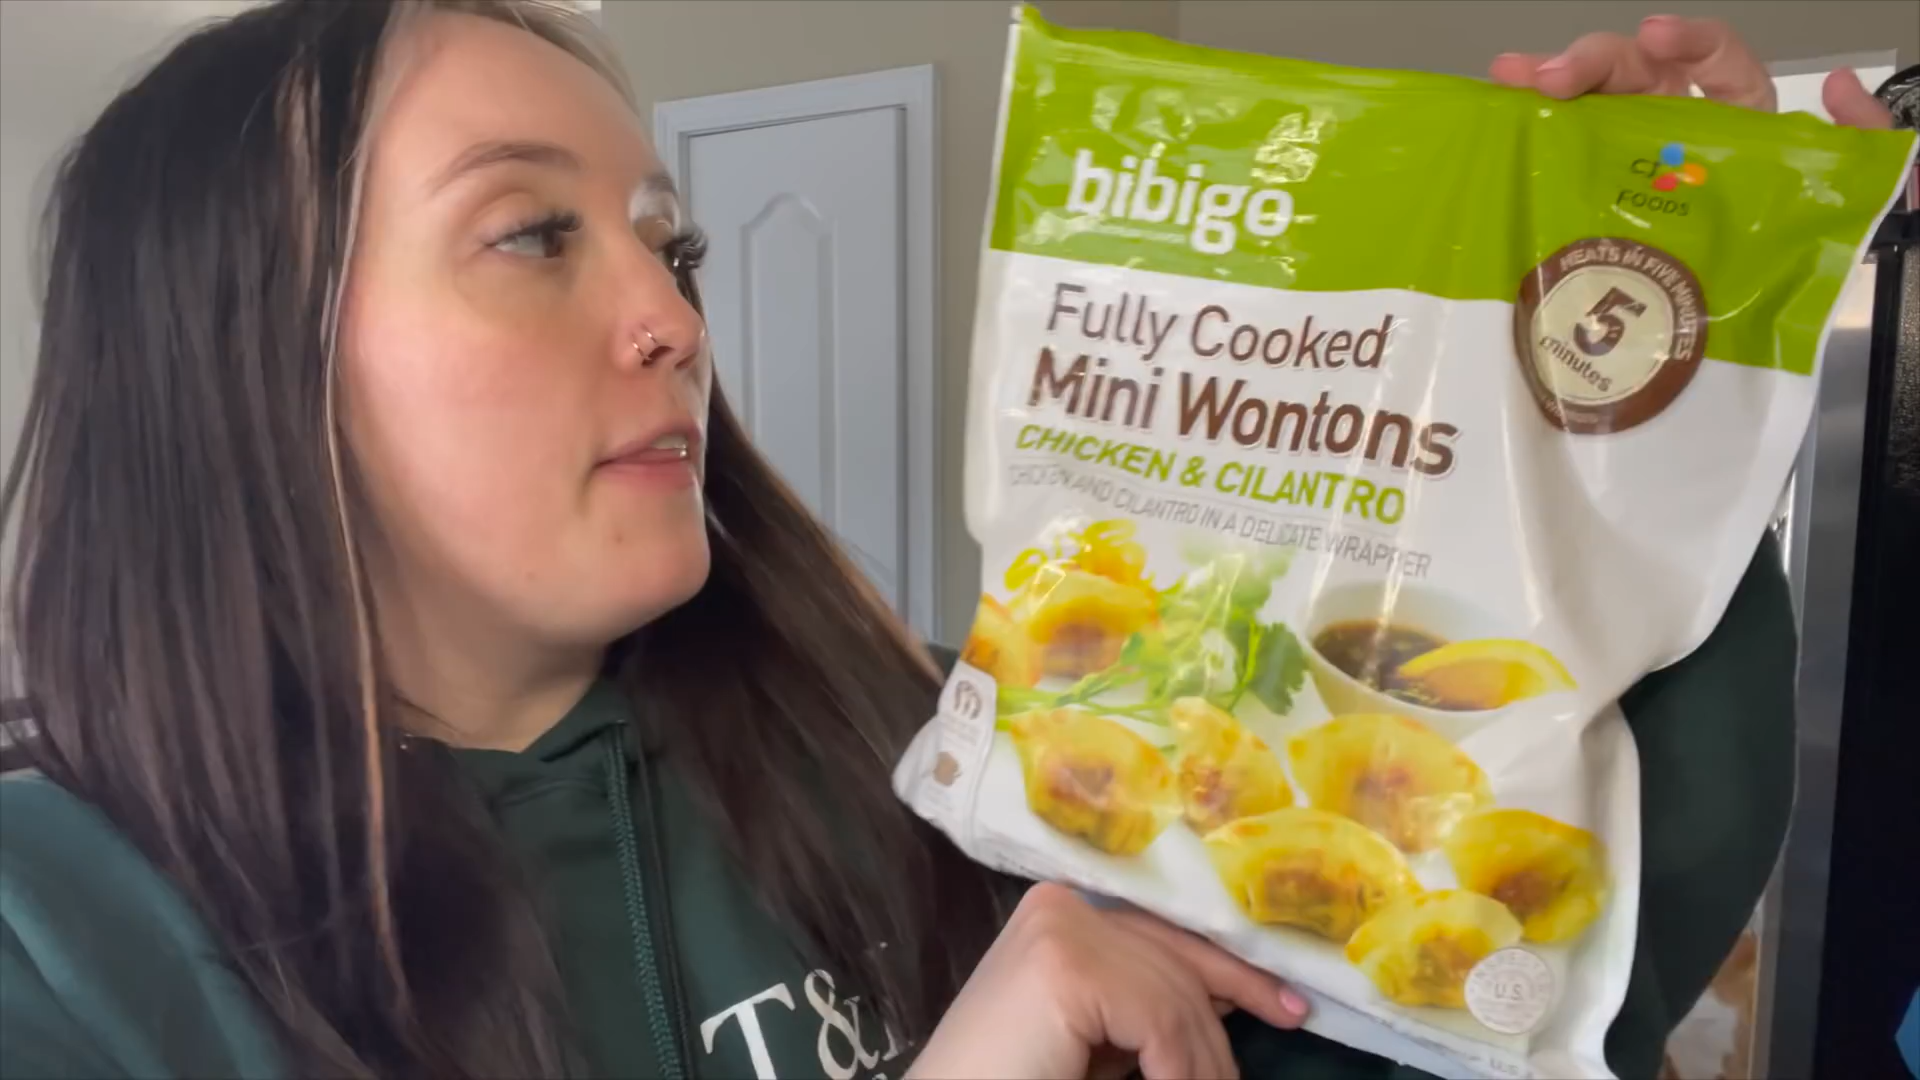 bibigo
CJ
FOODS
HEATS IN FIVE MINUTES
5
minutes
Fully Cooked
Mini Wontons
CHICKEN & CILANTRO
CHICKEN AND CILANTRO IN A DELICATE WRAPPER
U.S.
T&